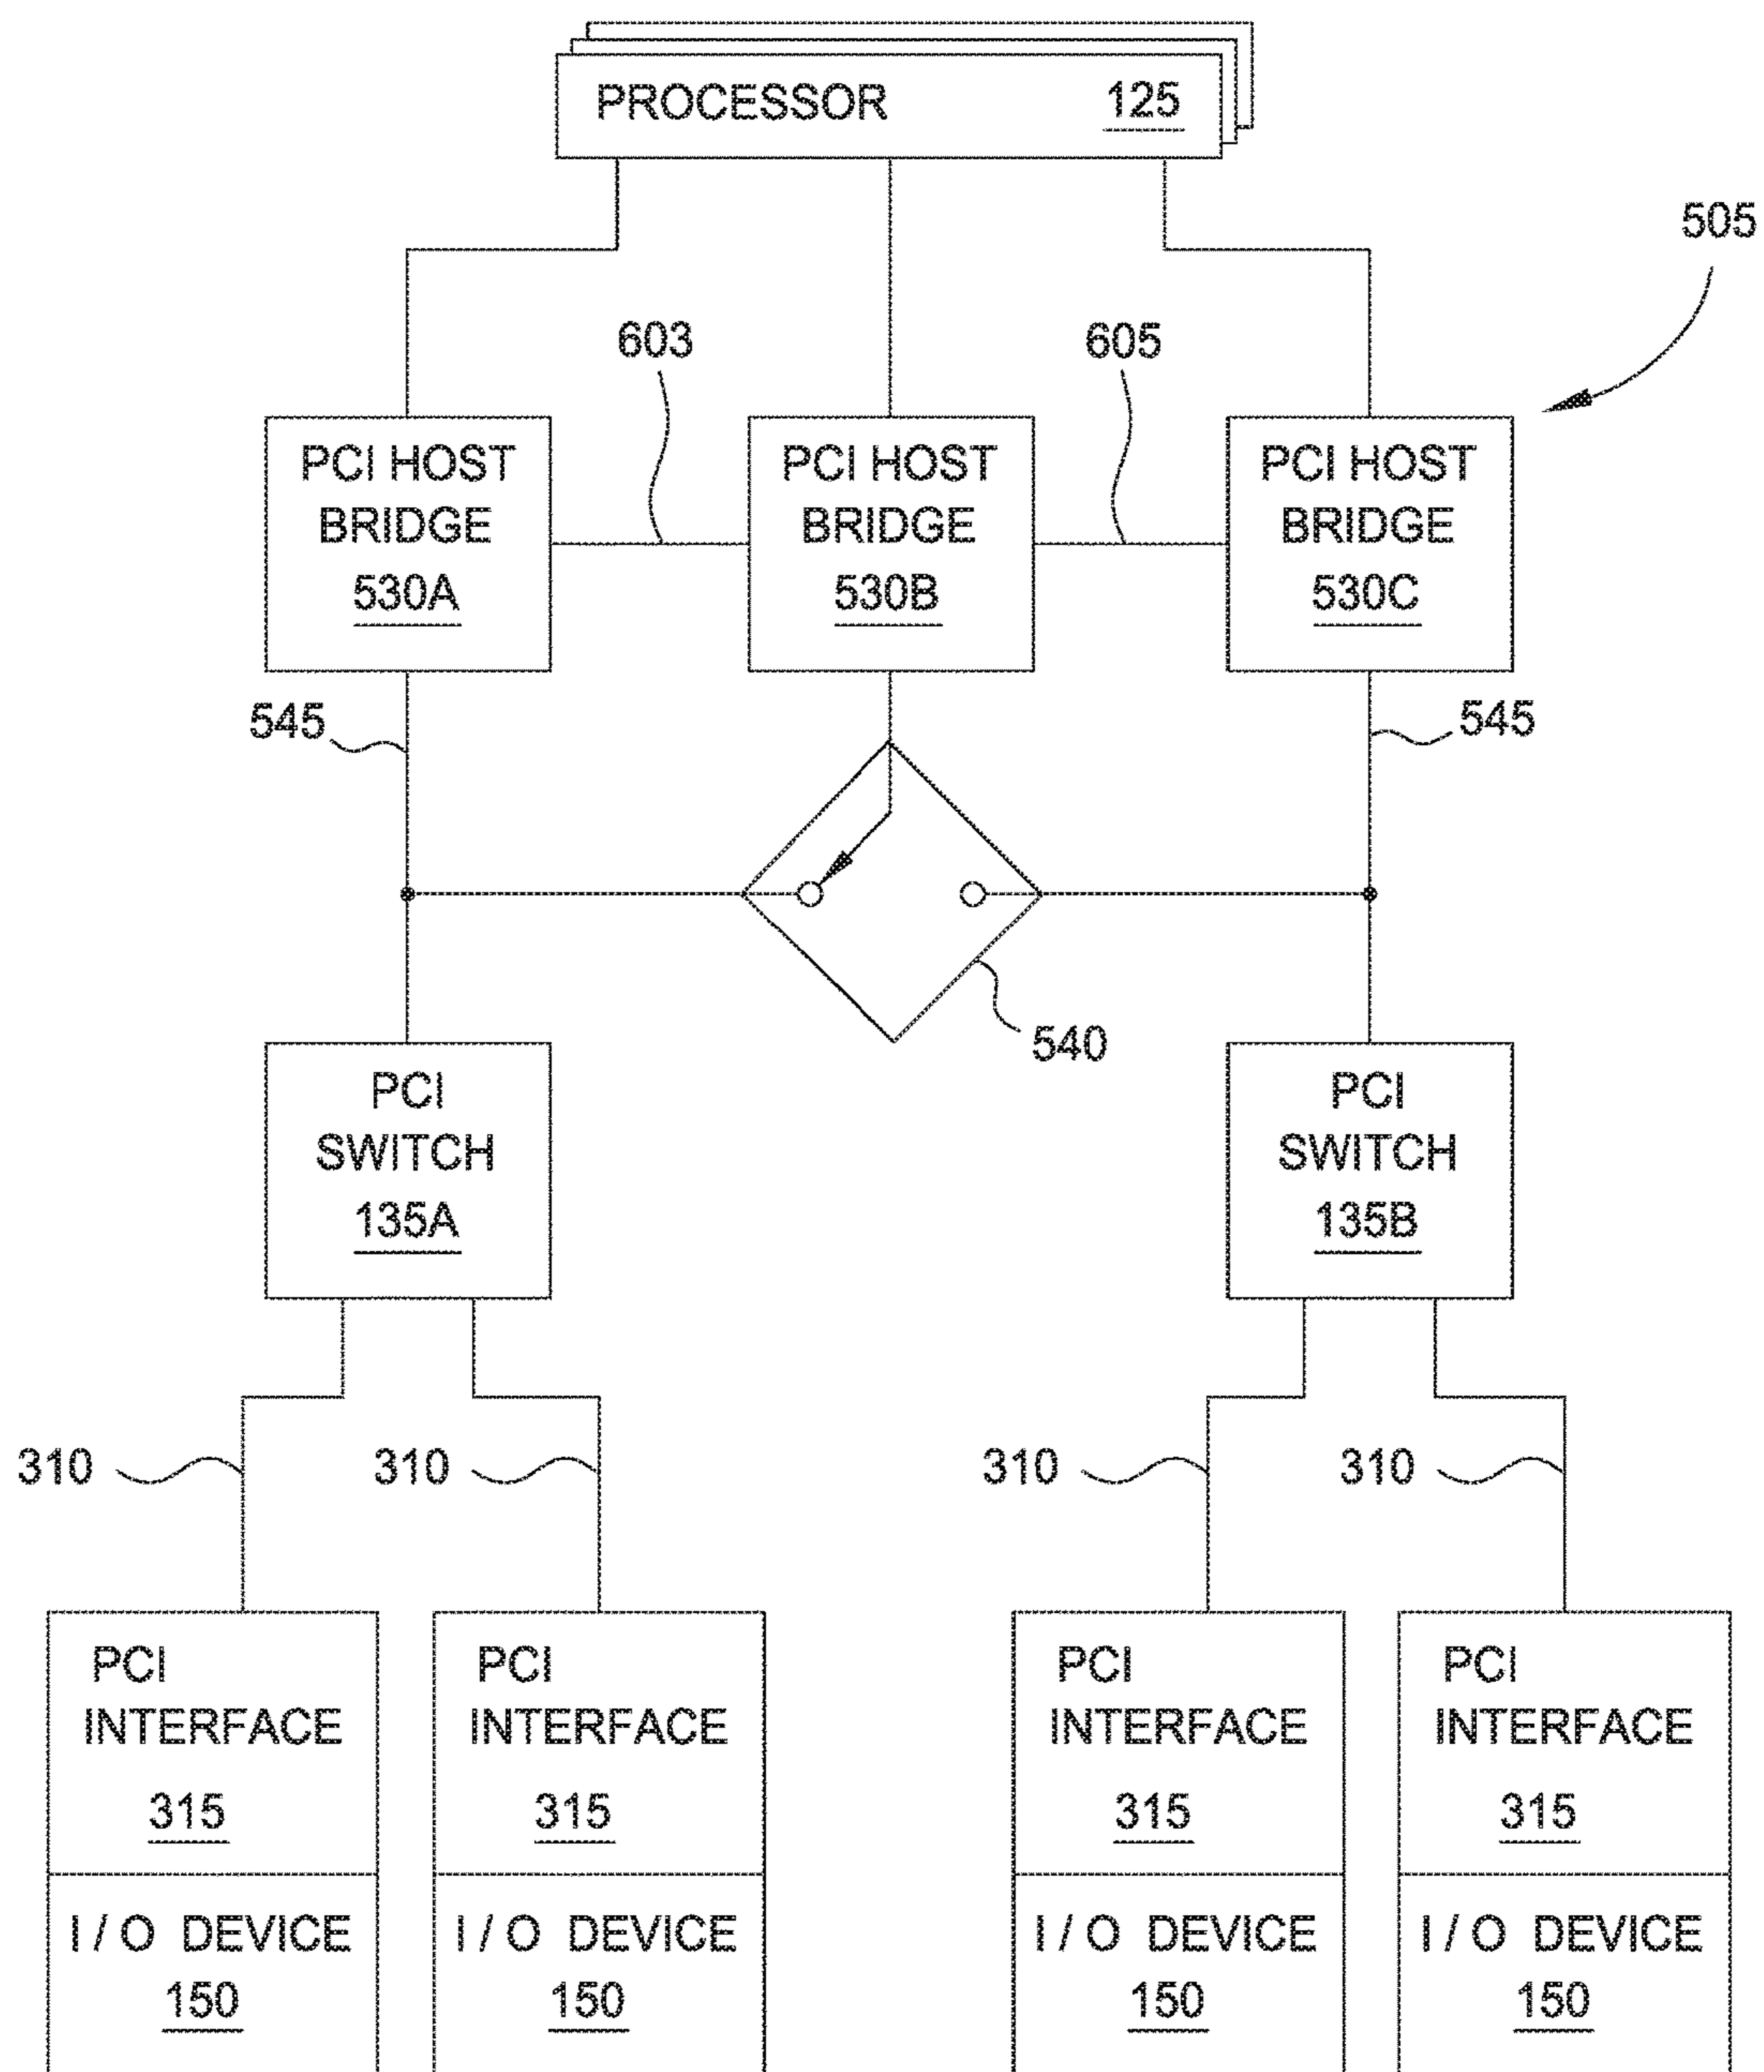 PROCESSOR 125
505
603 605
PCI HOST BRIDGE 530A
PCI HOST BRIDGE 530B
PCI HOST BRIDGE 530C
545 545
540
PCI SWITCH 135A
PCI SWITCH 135B
310 310 310 310
PCI INTERFACE 315
I / O DEVICE 150
PCI INTERFACE 315
I / O DEVICE 150
PCI INTERFACE 315
I / O DEVICE 150
PCI INTERFACE 315
I / O DEVICE 150